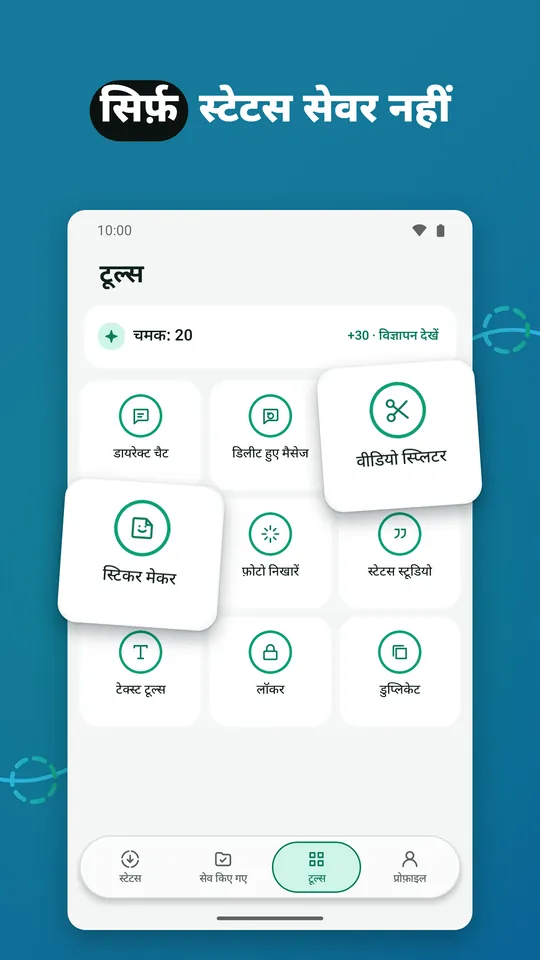 सिर्फ़ स्टेटस सेवर नहीं
10:00
टूल्स
चमक: 20
+30 · विज्ञापन देखें
डायरेक्ट चैट
डिलीट हुए मैसेज
वीडियो स्प्लिटर
स्टिकर मेकर
फ़ोटो निखारें
स्टेटस स्टूडियो
टेक्स्ट टूल्स
लॉकर
डुप्लिकेट
स्टेटस
सेव किए गए
टूल्स
प्रोफ़ाइल